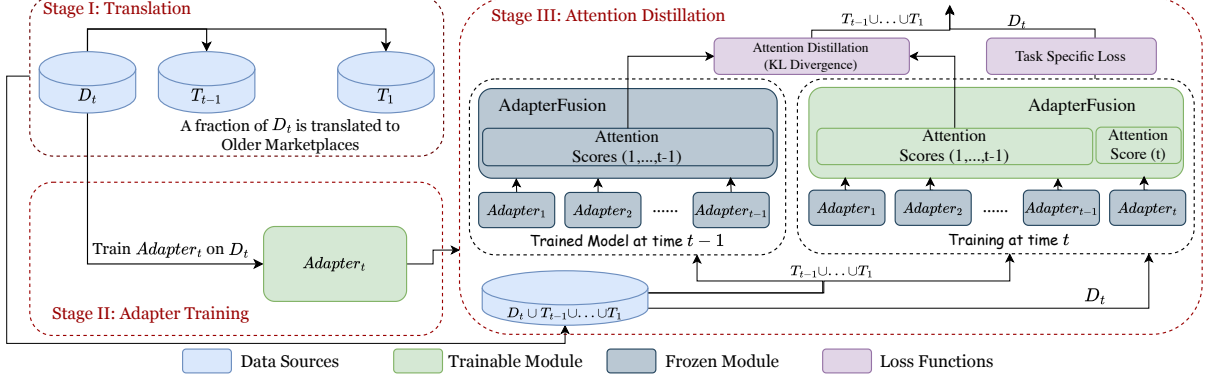 Stage I: Translation
D_t
T_{t-1}
T_1
A fraction of D_t is translated to
Older Marketplaces
Train Adapter_t on D_t
Adapter_t
Stage II: Adapter Training
Stage III: Attention Distillation
T_{t-1}∪...∪T_1
D_t
Attention Distillation
(KL Divergence)
Task Specific Loss
AdapterFusion
Attention
Scores (1,...,t-1)
Adapter_1
Adapter_2
......
Adapter_{t-1}
Trained Model at time t − 1
AdapterFusion
Attention
Scores (1,...,t-1)
Attention
Score (t)
Adapter_1
Adapter_2
......
Adapter_{t-1}
Adapter_t
Training at time t
T_{t-1}∪...∪T_1
D_t
D_t ∪ T_{t-1}∪...∪T_1
Data Sources
Trainable Module
Frozen Module
Loss Functions